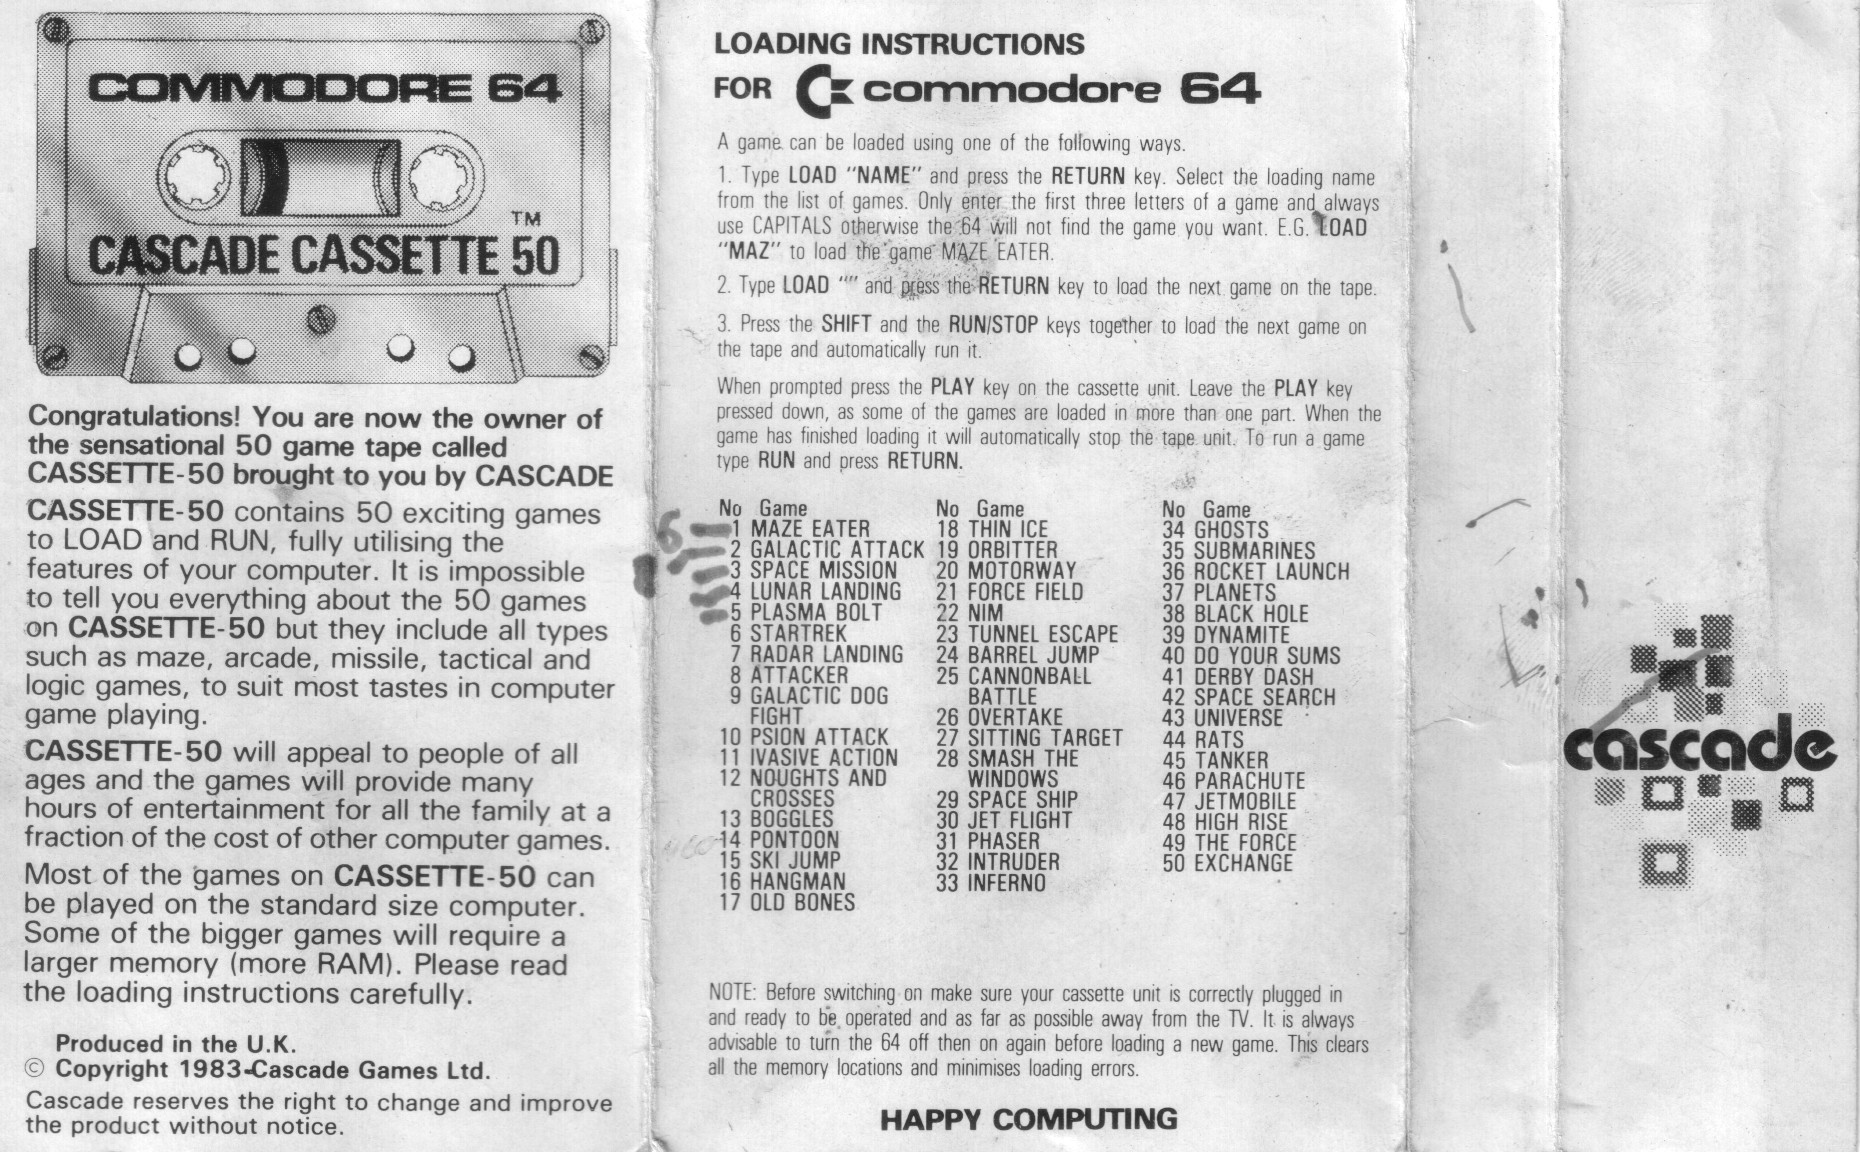 COMMODORE 64
TM
CASCADE CASSETTE 50
Congratulations! You are now the owner of
the sensational 50 game tape called
CASSETTE-50 brought to you by CASCADE
CASSETTE-50 contains 50 exciting games
to LOAD and RUN, fully utilising the
features of your computer. It is impossible
to tell you everything about the 50 games
on CASSETTE-50 but they include all types
such as maze, arcade, missile, tactical and
logic games, to suit most tastes in computer
game playing.
CASSETTE-50 will appeal to people of all
ages and the games will provide many
hours of entertainment for all the family at a
fraction of the cost of other computer games.
Most of the games on CASSETTE-50 can
be played on the standard size computer.
Some of the bigger games will require a
larger memory (more RAM). Please read
the loading instructions carefully.
Produced in the U.K.
© Copyright 1983-Cascade Games Ltd.
Cascade reserves the right to change and improve
the product without notice.
LOADING INSTRUCTIONS
FOR commodore 64
A game can be loaded using one of the following ways.
1. Type LOAD "NAME" and press the RETURN key. Select the loading name
from the list of games. Only enter the first three letters of a game and always
use CAPITALS otherwise the 64 will not find the game you want. E.G. LOAD
"MAZ" to load the game MAZE EATER.
2. Type LOAD "" and press the RETURN key to load the next game on the tape.
3. Press the SHIFT and the RUN/STOP keys together to load the next game on
the tape and automatically run it.
When prompted press the PLAY key on the cassette unit. Leave the PLAY key
pressed down, as some of the games are loaded in more than one part. When the
game has finished loading it will automatically stop the tape unit. To run a game
type RUN and press RETURN.
No Game
1 MAZE EATER
2 GALACTIC ATTACK
3 SPACE MISSION
4 LUNAR LANDING
5 PLASMA BOLT
6 STARTREK
7 RADAR LANDING
8 ATTACKER
9 GALACTIC DOG
FIGHT
10 PSION ATTACK
11 IVASIVE ACTION
12 NOUGHTS AND
CROSSES
13 BOGGLES
14 PONTOON
15 SKI JUMP
16 HANGMAN
17 OLD BONES
No Game
18 THIN ICE
19 ORBITTER
20 MOTORWAY
21 FORCE FIELD
22 NIM
23 TUNNEL ESCAPE
24 BARREL JUMP
25 CANNONBALL
BATTLE
26 OVERTAKE
27 SITTING TARGET
28 SMASH THE
WINDOWS
29 SPACE SHIP
30 JET FLIGHT
31 PHASER
32 INTRUDER
33 INFERNO
No Game
34 GHOSTS
35 SUBMARINES
36 ROCKET LAUNCH
37 PLANETS
38 BLACK HOLE
39 DYNAMITE
40 DO YOUR SUMS
41 DERBY DASH
42 SPACE SEARCH
43 UNIVERSE
44 RATS
45 TANKER
46 PARACHUTE
47 JETMOBILE
48 HIGH RISE
49 THE FORCE
50 EXCHANGE
NOTE: Before switching on make sure your cassette unit is correctly plugged in
and ready to be operated and as far as possible away from the TV. It is always
advisable to turn the 64 off then on again before loading a new game. This clears
all the memory locations and minimises loading errors.
HAPPY COMPUTING
cascade